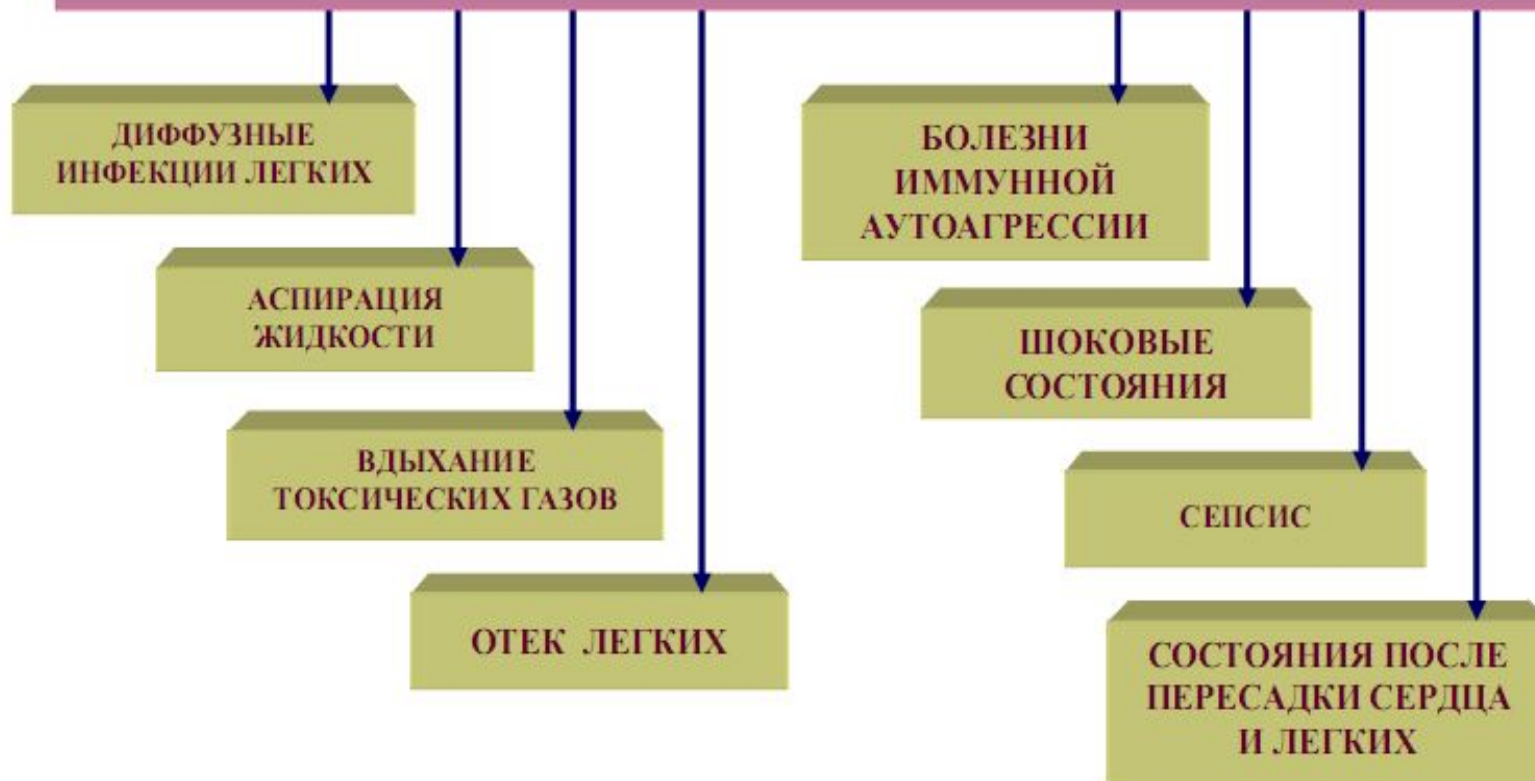 ДИФФУЗНЫЕ
ИНФЕКЦИИ ЛЕГКИХ
АСПИРАЦИЯ
ЖИДКОСТИ
ВДЫХАНИЕ
ТОКСИЧЕСКИХ ГАЗОВ
ОТЕК ЛЕГКИХ
БОЛЕЗНИ
ИММУННОЙ
АУТОАГРЕССИИ
ШОКОВЫЕ
СОСТОЯНИЯ
СЕПСИС
СОСТОЯНИЯ ПОСЛЕ
ПЕРЕСАДКИ СЕРДЦА
И ЛЕГКИХ